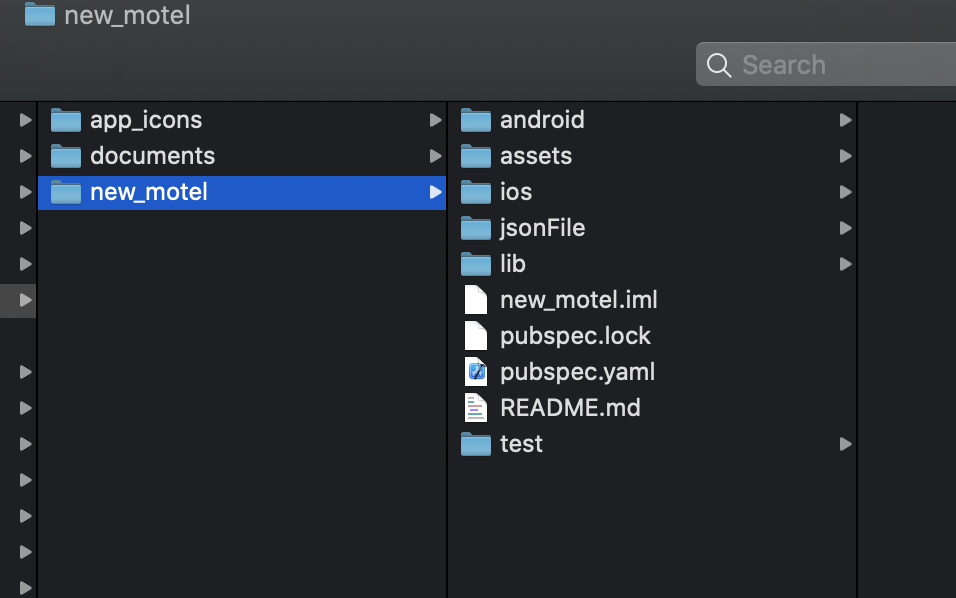 new_motel
Search
app_icons
documents
new_motel
android
assets
ios
jsonFile
lib
new_motel.iml
pubspec.lock
pubspec.yaml
README.md
test